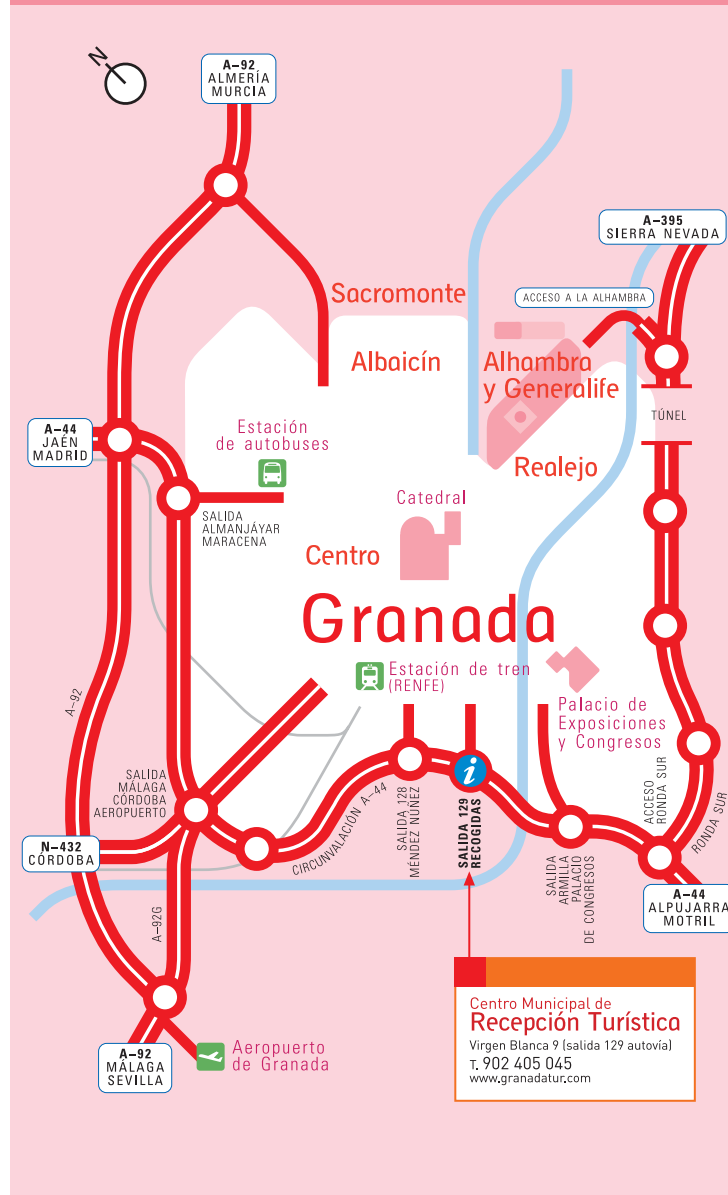 N
A-92
ALMERÍA
MURCIA
A-395
SIERRA NEVADA
Sacromonte
ACCESO A LA ALHAMBRA
Albaicín
Alhambra
y Generalife
TÚNEL
A-44
JAÉN
MADRID
Estación
de autobuses
Realejo
SALIDA
ALMANJÁYAR
MARACENA
Catedral
Centro
Granada
Estación de tren
(RENFE)
Palacio de
Exposiciones
y Congresos
A-92
SALIDA
MÁLAGA
CÓRDOBA
AEROPUERTO
CIRCUNVALACIÓN A-44
SALIDA 128
MÉNDEZ NÚÑEZ
i
SALIDA 129
RECOGIDAS
ACCESO
RONDA SUR
RONDA SUR
N-432
CÓRDOBA
SALIDA
ARMILLA
PALACIO
DE CONGRESOS
A-44
ALPUJARRA
MOTRIL
A-92G
Centro Municipal de
Recepción Turística
Virgen Blanca 9 (salida 129 autovía)
T. 902 405 045
www.granadatur.com
A-92
MÁLAGA
SEVILLA
Aeropuerto
de Granada